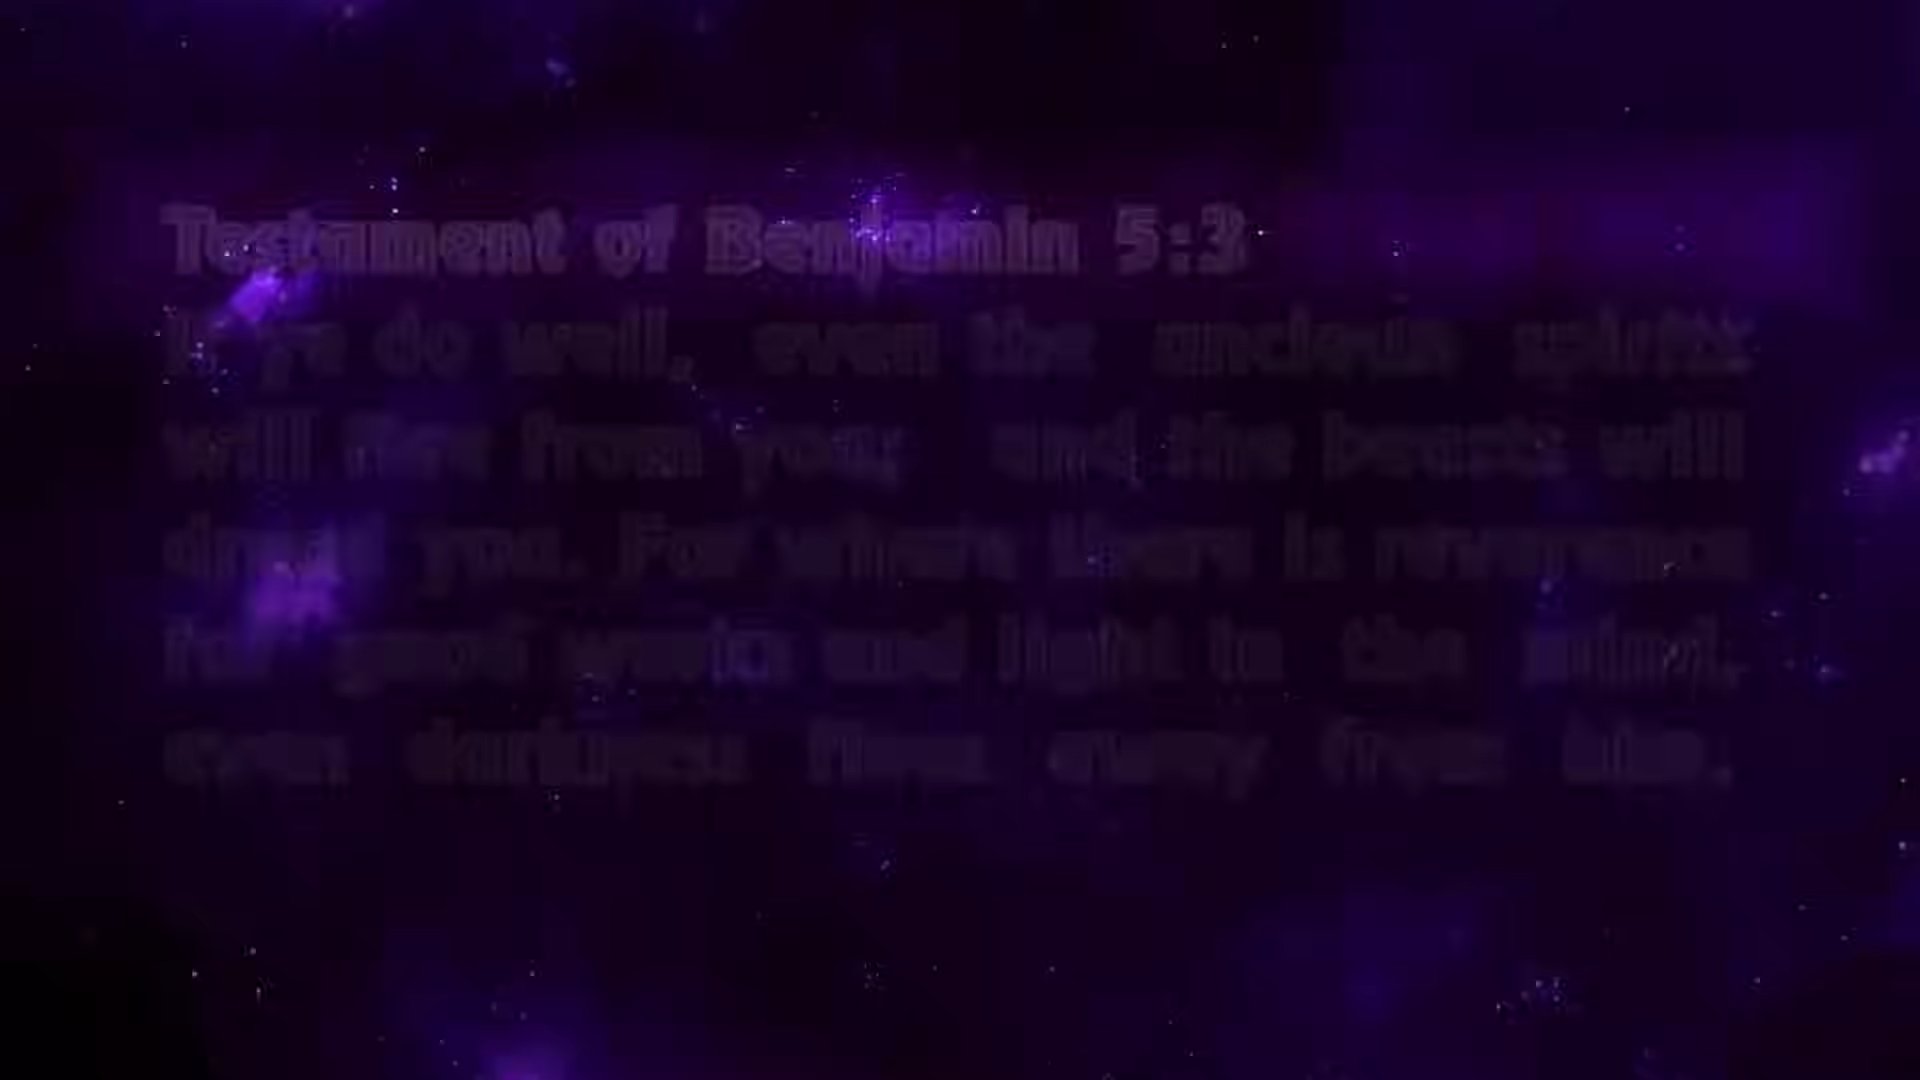 Testament of Benjamin 5:3
If ye do well, even the unclean spirits
will flee from you; and the beasts will
dread you. For where there is reverence
for good works and light in the mind,
even darkness flees away from him.